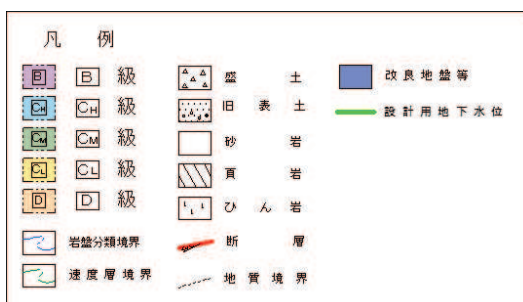 凡 例
B B 級
CH CH 級
CM CM 級
CL CL 級
D D 級
岩盤分類境界
速度層境界
盛 土
旧 表 土
砂 岩
頁 岩
ひ ん 岩
断 層
地 質 境 界
改 良 地 盤 等
設 計 用 地 下 水 位